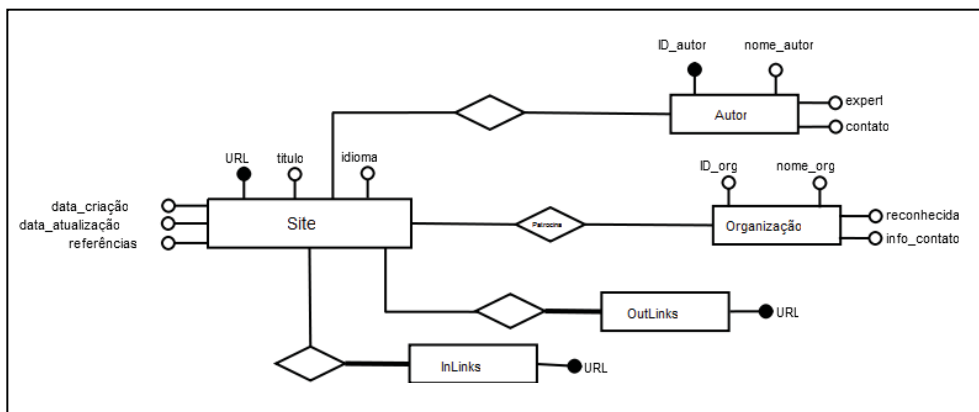 ID_autor
nome_autor
expert
Autor
contato
URL
titulo
idioma
ID_org
nome_org
data_criação
data_atualização
referências
Site
Patrocina
Organização
reconhecida
info_contato
OutLinks
URL
InLinks
URL